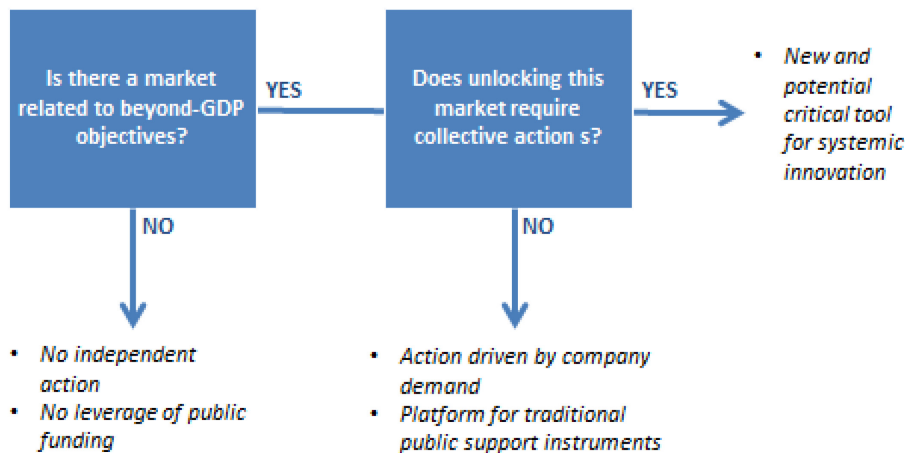 Is there a market
related to beyond-GDP
objectives?
YES
Does unlocking this
market require
collective action s?
YES
• New and
potential
critical tool
for systemic
innovation
NO
NO
• No independent
action
• No leverage of public
funding
• Action driven by company
demand
• Platform for traditional
public support instruments